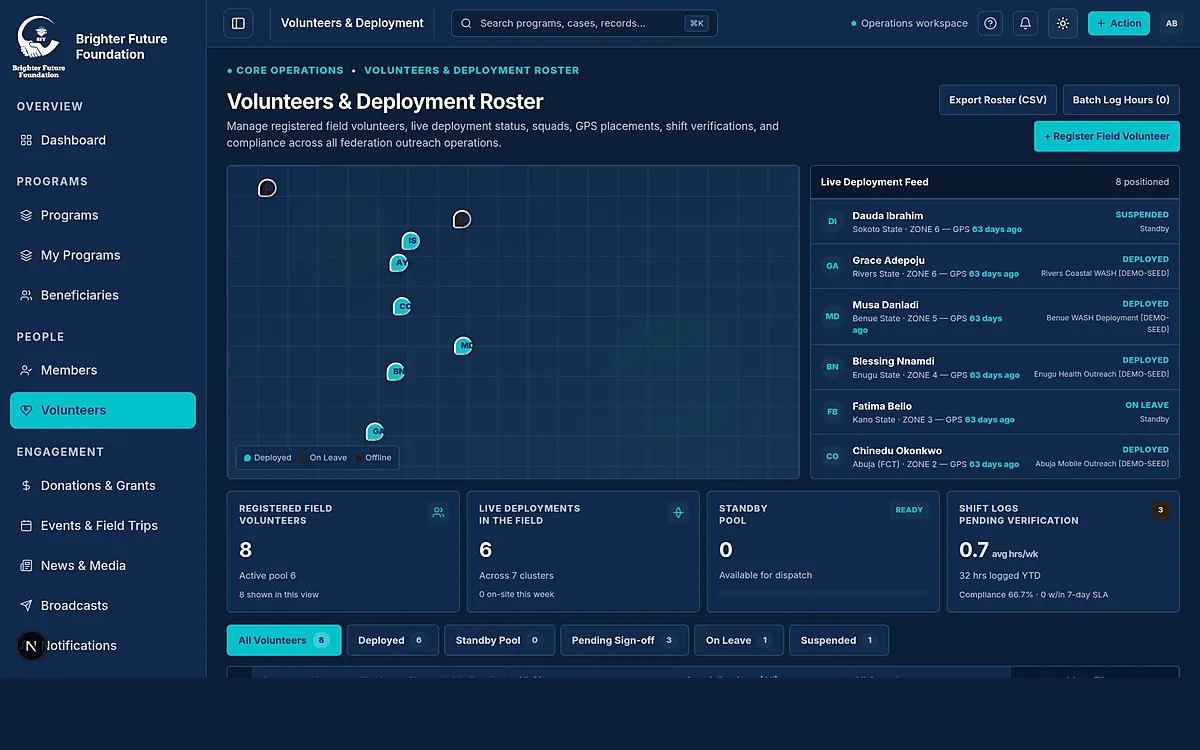 BFF
Brighter Future
Foundation
Brighter Future
Foundation
OVERVIEW
Dashboard
PROGRAMS
Programs
My Programs
Beneficiaries
PEOPLE
Members
Volunteers
ENGAGEMENT
Donations & Grants
Events & Field Trips
News & Media
Broadcasts
N
Notifications
Volunteers & Deployment
Search programs, cases, records...
⌘K
Operations workspace
+ Action
AB
CORE OPERATIONS • VOLUNTEERS & DEPLOYMENT ROSTER
Volunteers & Deployment Roster
Manage registered field volunteers, live deployment status, squads, GPS placements, shift verifications, and
compliance across all federation outreach operations.
Export Roster (CSV)
Batch Log Hours (0)
+ Register Field Volunteer
IS
AY
CO
MD
BN
GA
Deployed
On Leave
Offline
Live Deployment Feed
8 positioned
DI
Dauda Ibrahim
SUSPENDED
Sokoto State · ZONE 6 — GPS 63 days ago
Standby
GA
Grace Adepoju
DEPLOYED
Rivers State · ZONE 6 — GPS 63 days ago
Rivers Coastal WASH [DEMO-SEED]
MD
Musa Danladi
DEPLOYED
Benue State · ZONE 5 — GPS 63 days
ago
Benue WASH Deployment [DEMO-
SEED]
BN
Blessing Nnamdi
DEPLOYED
Enugu State · ZONE 4 — GPS 63 days ago
Enugu Health Outreach [DEMO-SEED]
FB
Fatima Bello
ON LEAVE
Kano State · ZONE 3 — GPS 63 days ago
Standby
CO
Chinedu Okonkwo
DEPLOYED
Abuja (FCT) · ZONE 2 — GPS 63 days ago
Abuja Mobile Outreach [DEMO-SEED]
REGISTERED FIELD
VOLUNTEERS
8
Active pool 6
8 shown in this view
LIVE DEPLOYMENTS
IN THE FIELD
6
Across 7 clusters
0 on-site this week
STANDBY
POOL
READY
0
Available for dispatch
SHIFT LOGS
PENDING VERIFICATION
3
0.7 avg hrs/wk
32 hrs logged YTD
Compliance 66.7% · 0 w/in 7-day SLA
All Volunteers 8
Deployed 6
Standby Pool 0
Pending Sign-off 3
On Leave 1
Suspended 1